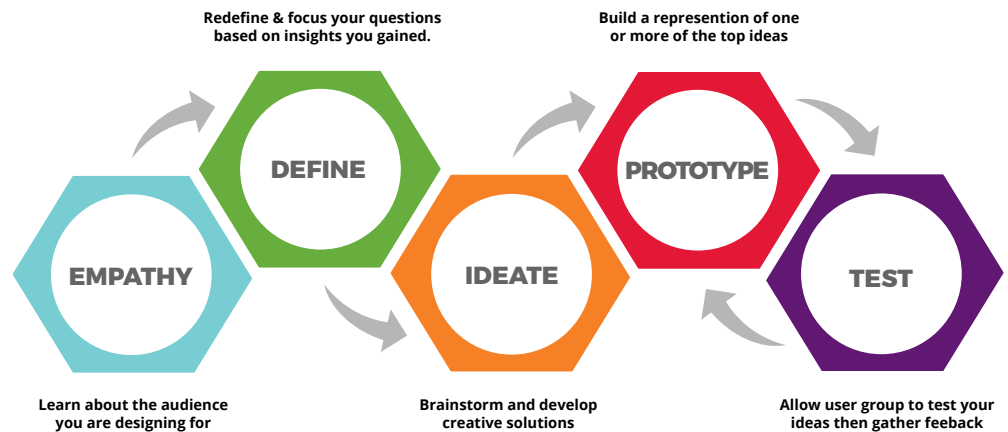 Redefine & focus your questions
based on insights you gained.
Build a represention of one
or more of the top ideas
DEFINE
PROTOTYPE
EMPATHY
IDEATE
TEST
Learn about the audience
you are designing for
Brainstorm and develop
creative solutions
Allow user group to test your
ideas then gather feeback